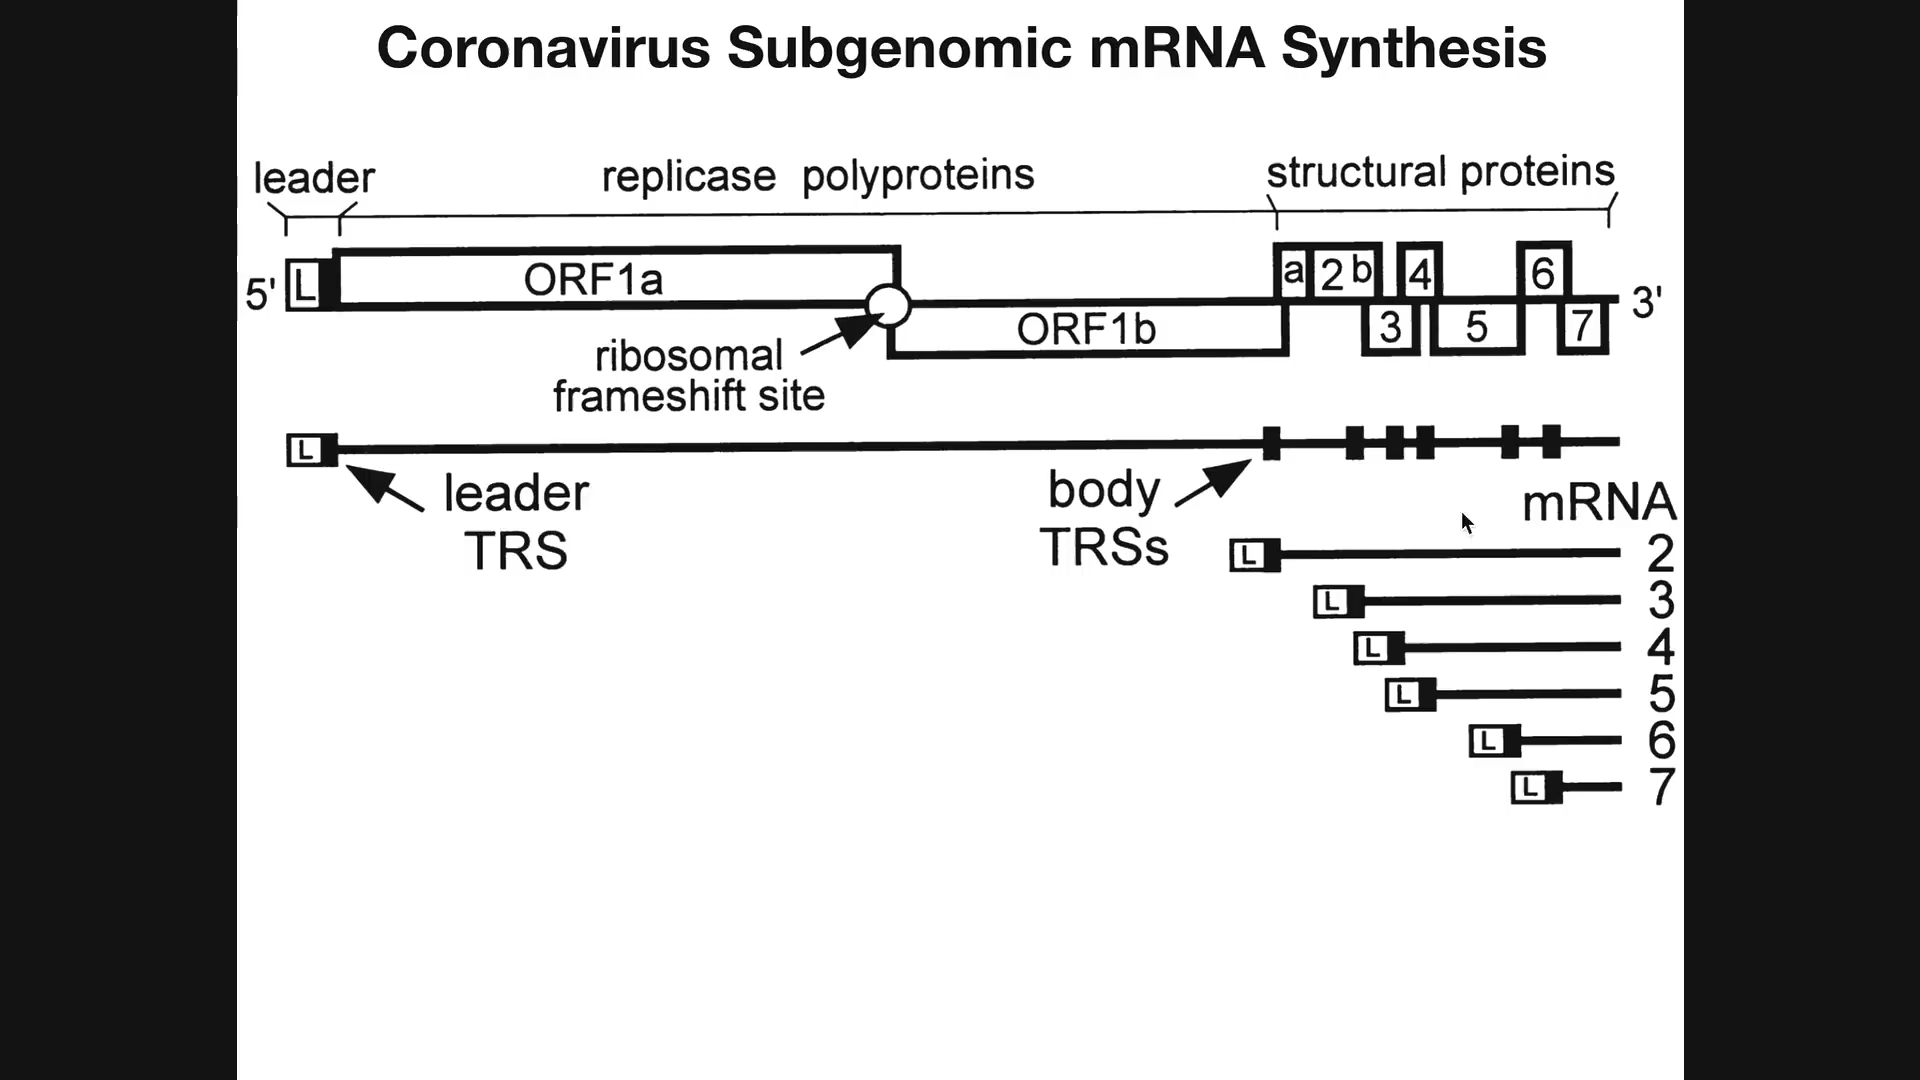 Coronavirus Subgenomic mRNA Synthesis
leader
replicase polyproteins
structural proteins
5'
L
ORF1a
a
2
b
4
6
3'
ORF1b
3
5
7
ribosomal
frameshift site
L
leader
TRS
body
TRSs
mRNA
L
2
L
3
L
4
L
5
L
6
L
7